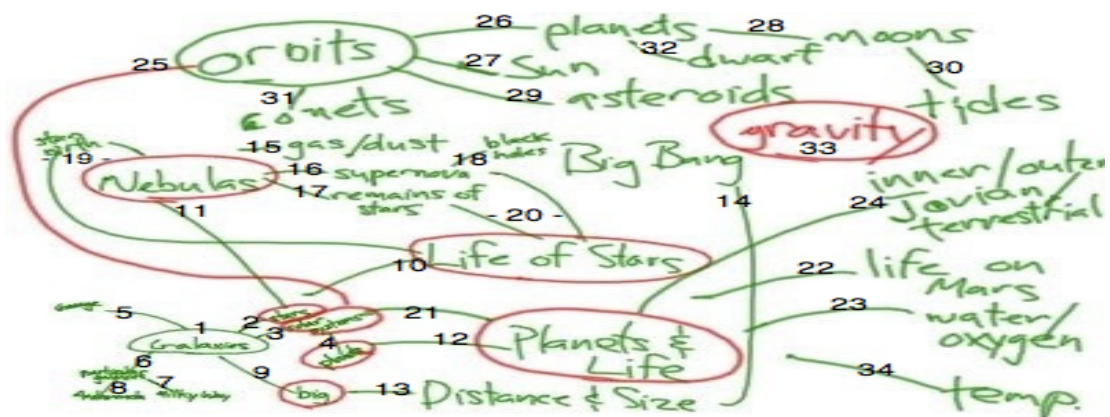 26 planets 28 moons
25 Orbits 32 dwarf
27 Sun 30
31 29 asteroids tides
comets
gravity
33
15 gas/dust 18 black holes Big Bang
19 16 supernova
Nebulas 17 remains of
stars
inner/outer
14 24 Jovian
terrestrial
11 20
10 Life of Stars
22 life on
Mars
5 1 2 stars 21 23 water/
oxygen
Galaxies 3 4 12 Planets &
Life
6 planets
8 7 milky way 9 big 13 Distance & Size
34 temp.